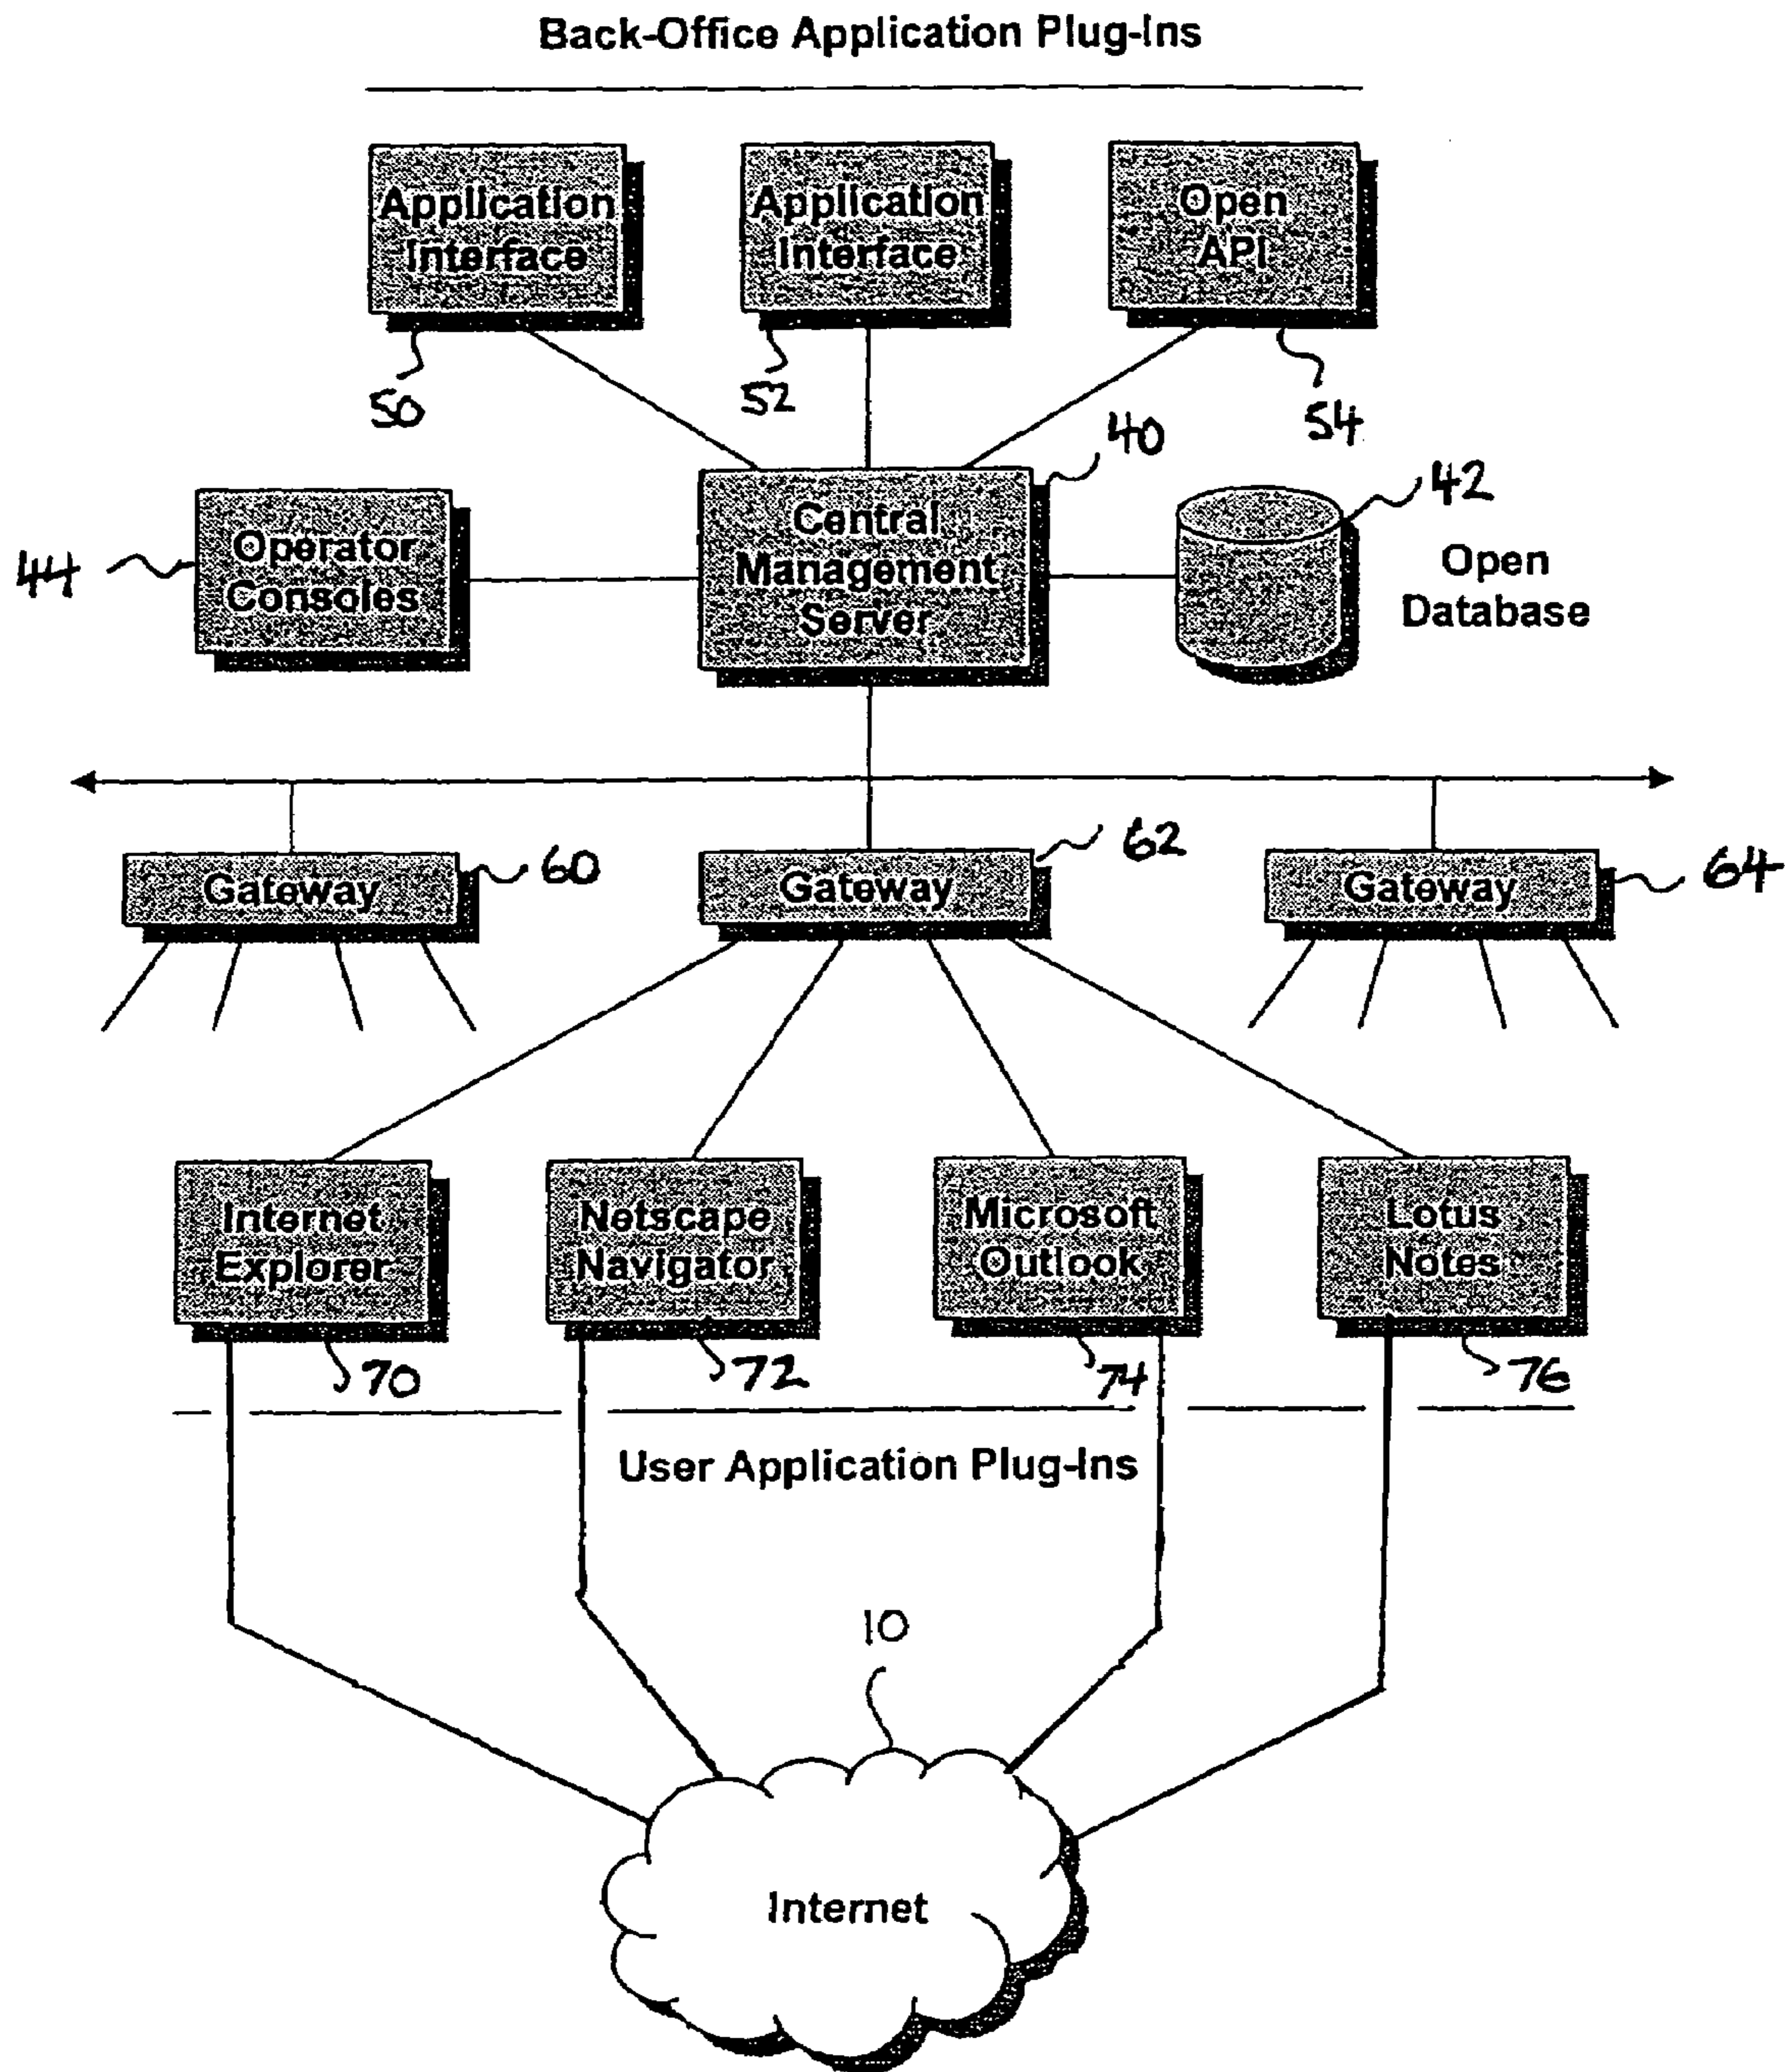 Back-Office Application Plug-Ins
Application
Interface
Application
Interface
Open
API
50
52
54
40
42
44
Operator
Consoles
Central
Management
Server
Open
Database
Gateway
60
Gateway
62
Gateway
64
Internet
Explorer
Netscape
Navigator
Microsoft
Outlook
Lotus
Notes
70
72
74
76
User Application Plug-Ins
10
Internet